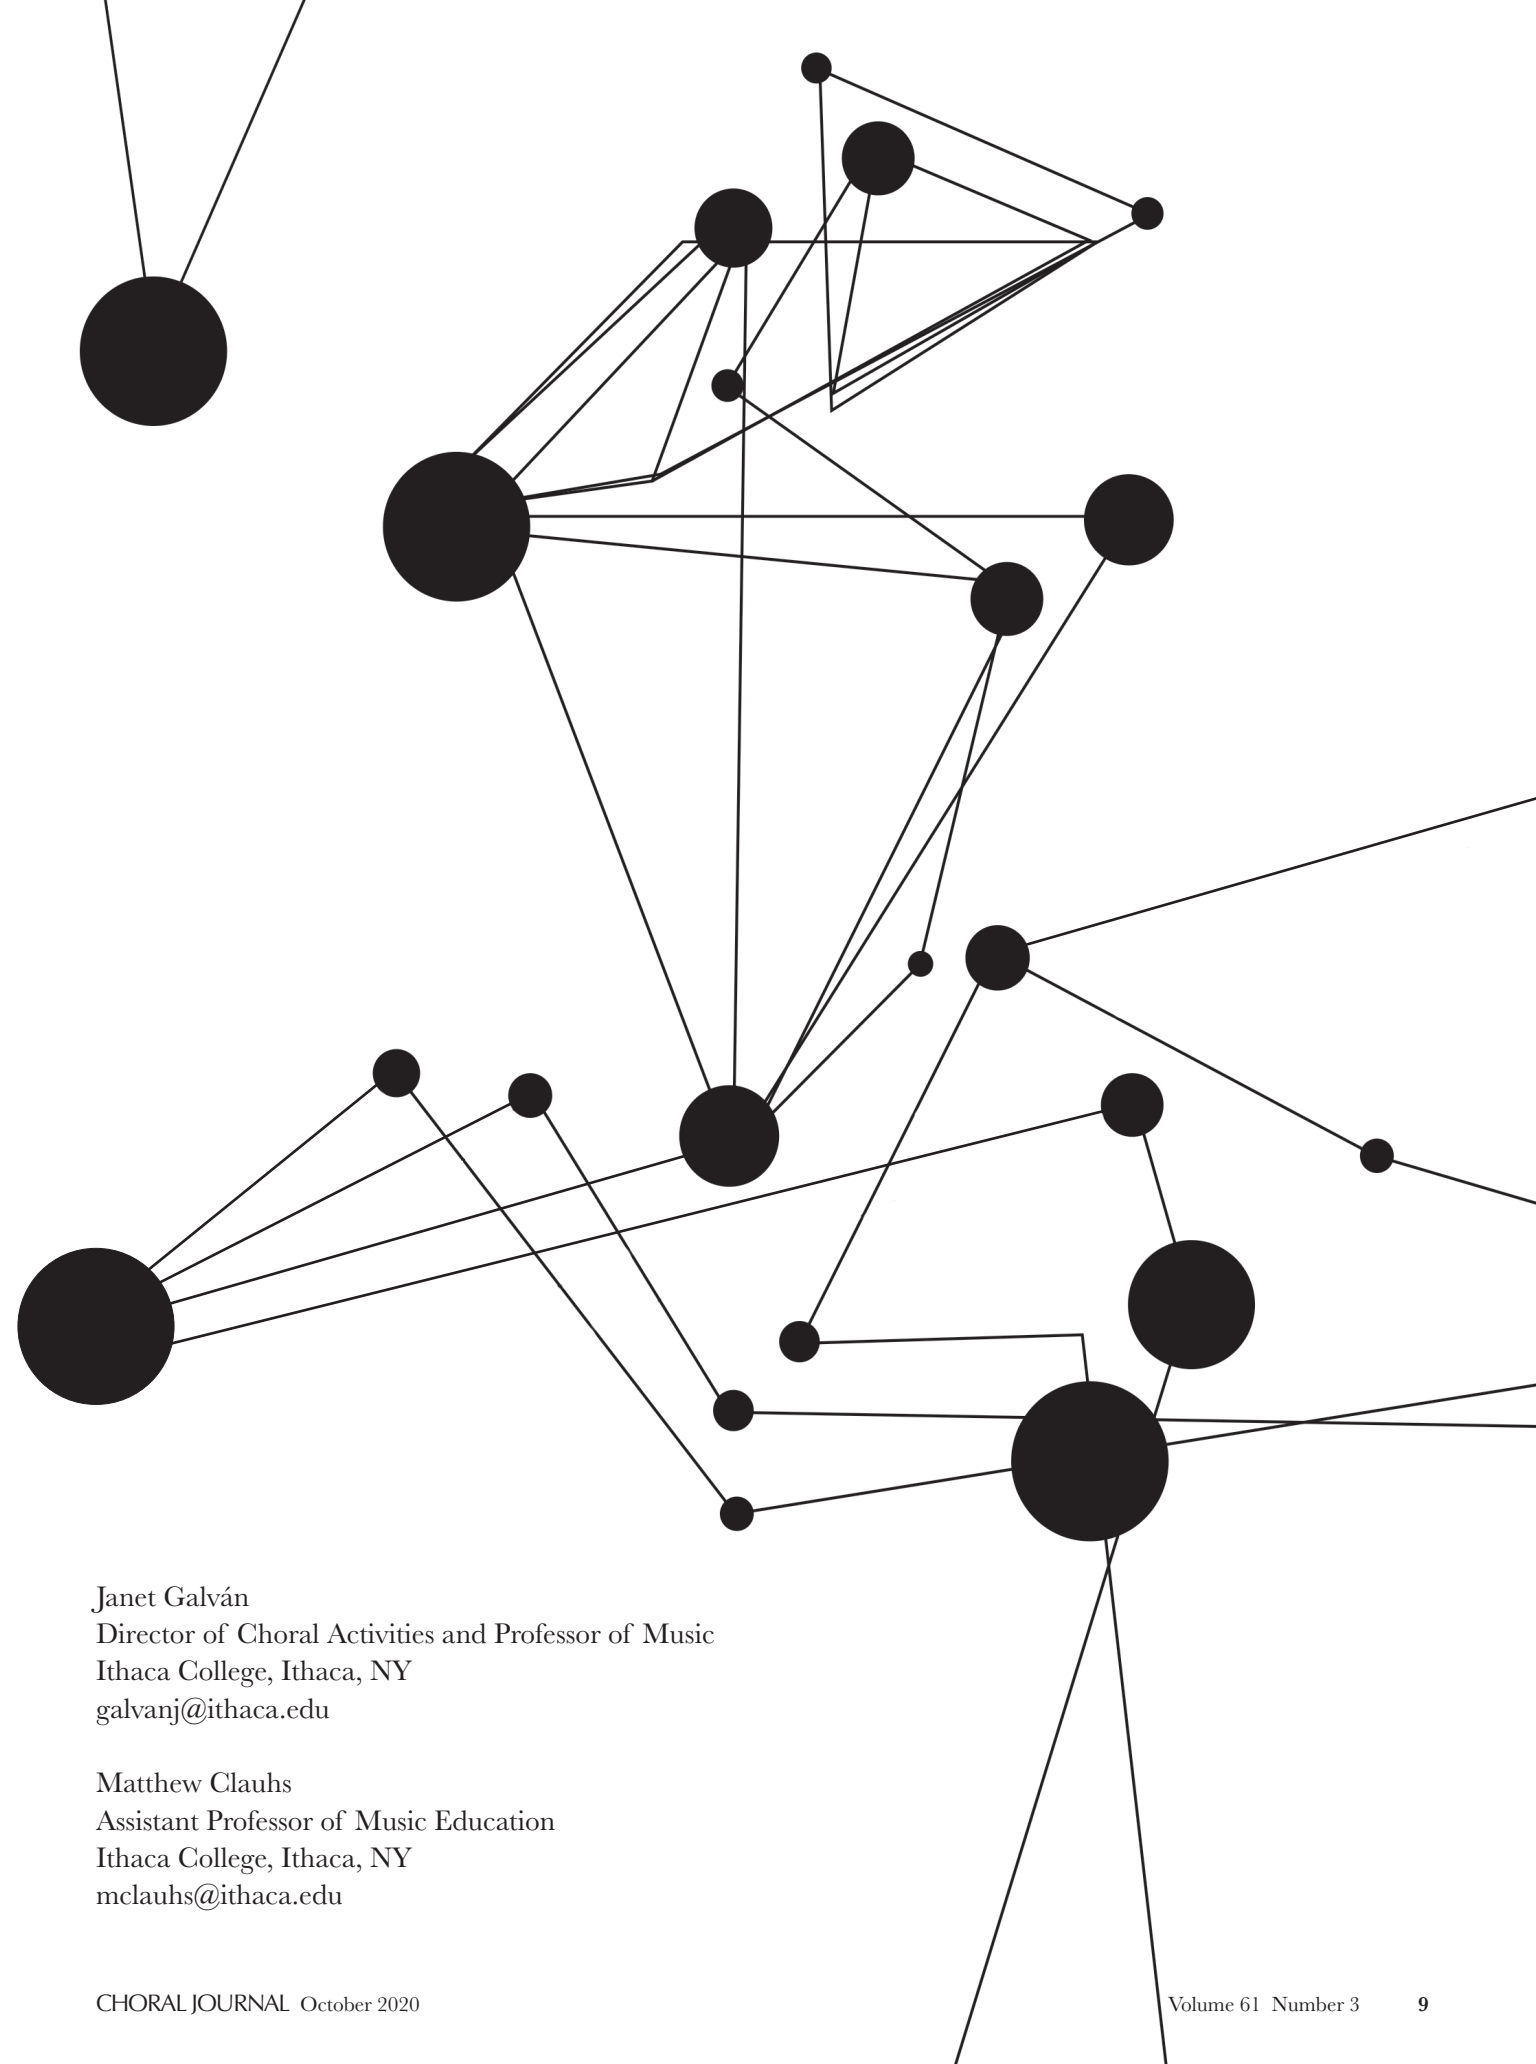 Janet Galván
Director of Choral Activities and Professor of Music
Ithaca College, Ithaca, NY
galvanj@ithaca.edu
Matthew Clauhs
Assistant Professor of Music Education
Ithaca College, Ithaca, NY
mclauhs@ithaca.edu
CHORAL JOURNAL October 2020 Volume 61 Number 3 9